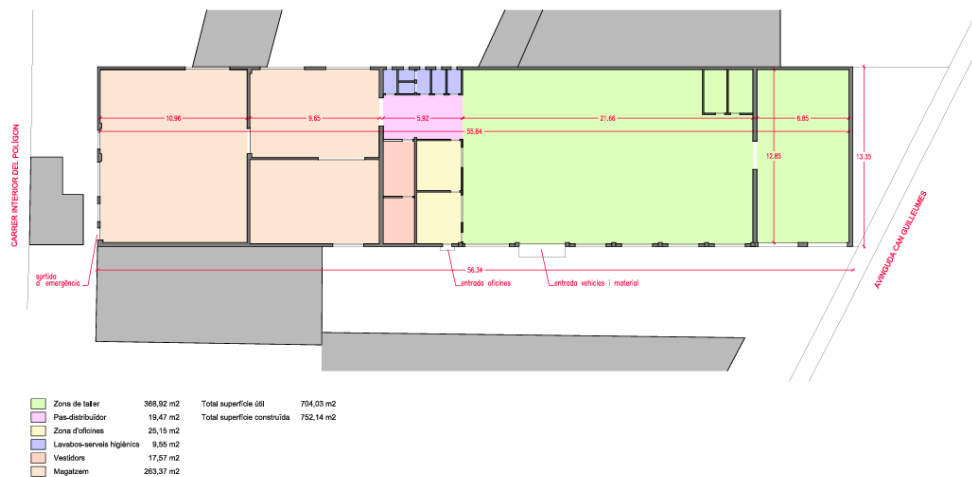 10.96
9.65
5.92
21.66
6.85
55.64
12.85
13.35
CARRER INTERIOR DEL POLÍGON
AVINGUDA CAN GUILLEUMES
sortida
d' emergència
56.34
entrada oficines
entrada vehicles i material
Zona de taller 368,92 m2 Total superfície útil 704,03 m2
Pas-distribuïdor 19,47 m2 Total superfície construïda 752,14 m2
Zona d'oficines 25,15 m2
Lavabos-serveis higiènics 9,55 m2
Vestidors 17,57 m2
Magatzem 263,37 m2